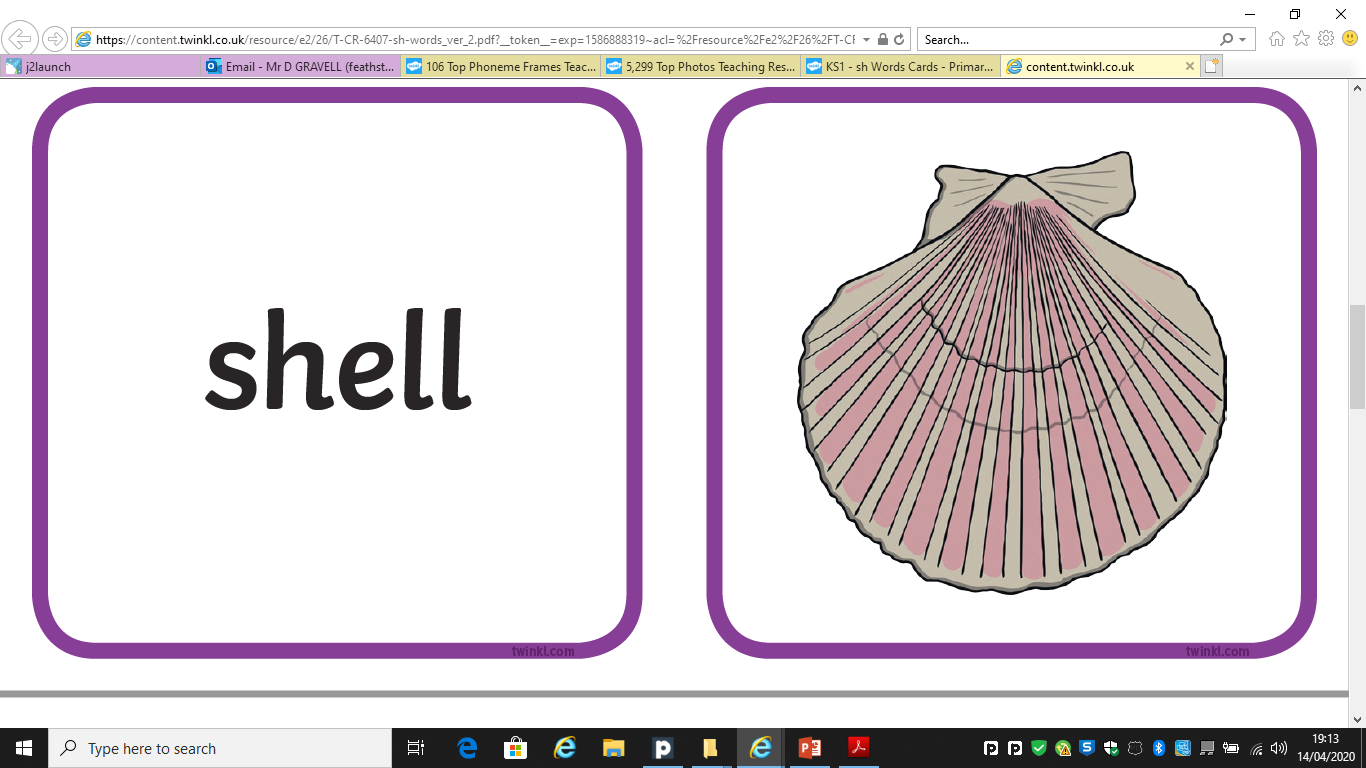 https://content.twinkl.co.uk/resource/e2/26/T-CR-6407-sh-words_ver_2.pdf?__token__=exp=1586888319~acl=%2Fresource%2Fe2%2F26%2FT-CF
Search...
j2launch
Email - Mr D GRAVELL (feathst...
106 Top Phoneme Frames Teac...
5,299 Top Photos Teaching Res...
KS1 - sh Words Cards - Primar...
content.twinkl.co.uk
shell
twinkl.com
twinkl.com
Type here to search
19:13
14/04/2020